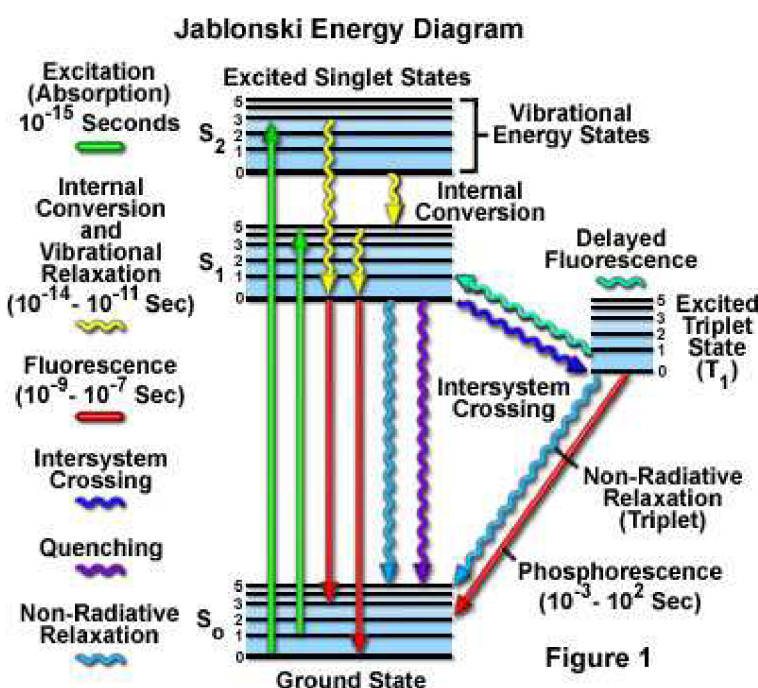 Jablonski Energy Diagram
Excitation
(Absorption)
10⁻¹⁵ Seconds
Internal
Conversion
and
Vibrational
Relaxation
(10⁻¹⁴ - 10⁻¹¹ Sec)
Fluorescence
(10⁻⁹ - 10⁻⁷ Sec)
Intersystem
Crossing
Quenching
Non-Radiative
Relaxation
Excited Singlet States
S₂
5
3
2
1
0
Vibrational
Energy States
Internal
Conversion
S₁
5
3
2
1
0
Delayed
Fluorescence
5
3
2
1
0
Excited
Triplet
State
(T₁)
Intersystem
Crossing
Non-Radiative
Relaxation
(Triplet)
Phosphorescence
(10⁻³ - 10² Sec)
S₀
5
3
2
1
0
Ground State
Figure 1